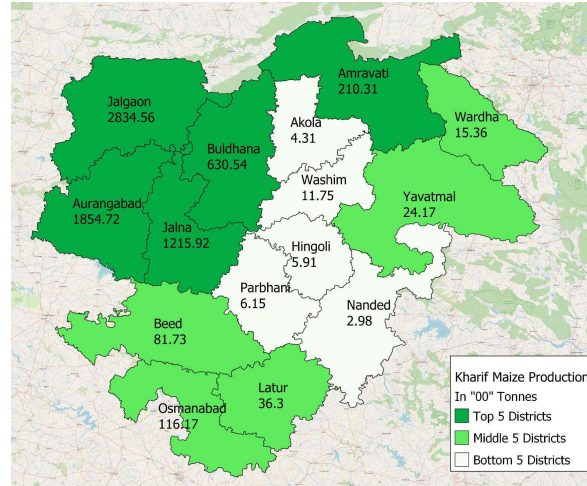 Amravati
210.31
Jalgaon
2834.56
Wardha
15.36
Akola
4.31
Buldhana
630.54
Washim
11.75
Yavatmal
24.17
Aurangabad
1854.72
Jalna
1215.92
Hingoli
5.91
Parbhani
6.15
Nanded
2.98
Beed
81.73
Latur
36.3
Osmanabad
116.17
Kharif Maize Production
In "00" Tonnes
Top 5 Districts
Middle 5 Districts
Bottom 5 Districts